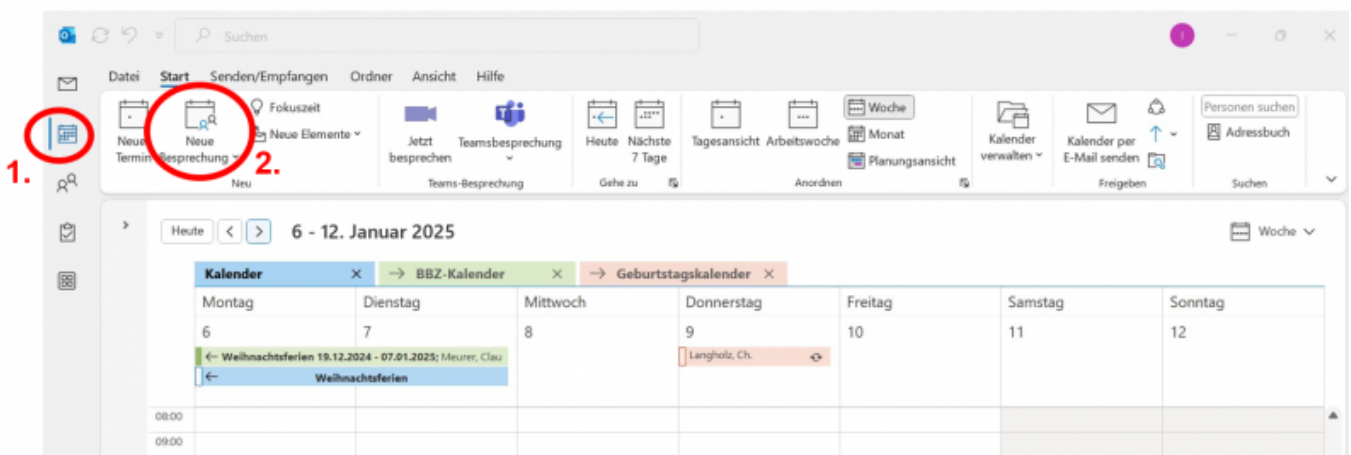 Suchen
I
Datei Start Senden/Empfangen Ordner Ansicht Hilfe
Neuer Termin
Neue Besprechung
Fokuszeit
Neue Elemente
Jetzt besprechen
Teamsbesprechung
Heute
Nächste 7 Tage
Tagesansicht
Arbeitswoche
Woche
Monat
Planungsansicht
Kalender verwalten
Kalender per E-Mail senden
Personen suchen
Adressbuch
1.
2.
Neu Teams-Besprechung Gehe zu Anordnen Freigeben Suchen
Heute < > 6 - 12. Januar 2025 Woche
Kalender × → BBZ-Kalender × → Geburtstagskalender ×
Montag Dienstag Mittwoch Donnerstag Freitag Samstag Sonntag
6 7 8 9 10 11 12
← Weihnachtsferien 19.12.2024 - 07.01.2025; Meurer, Clau
Langholz, Ch.
← Weihnachtsferien
08:00
09:00